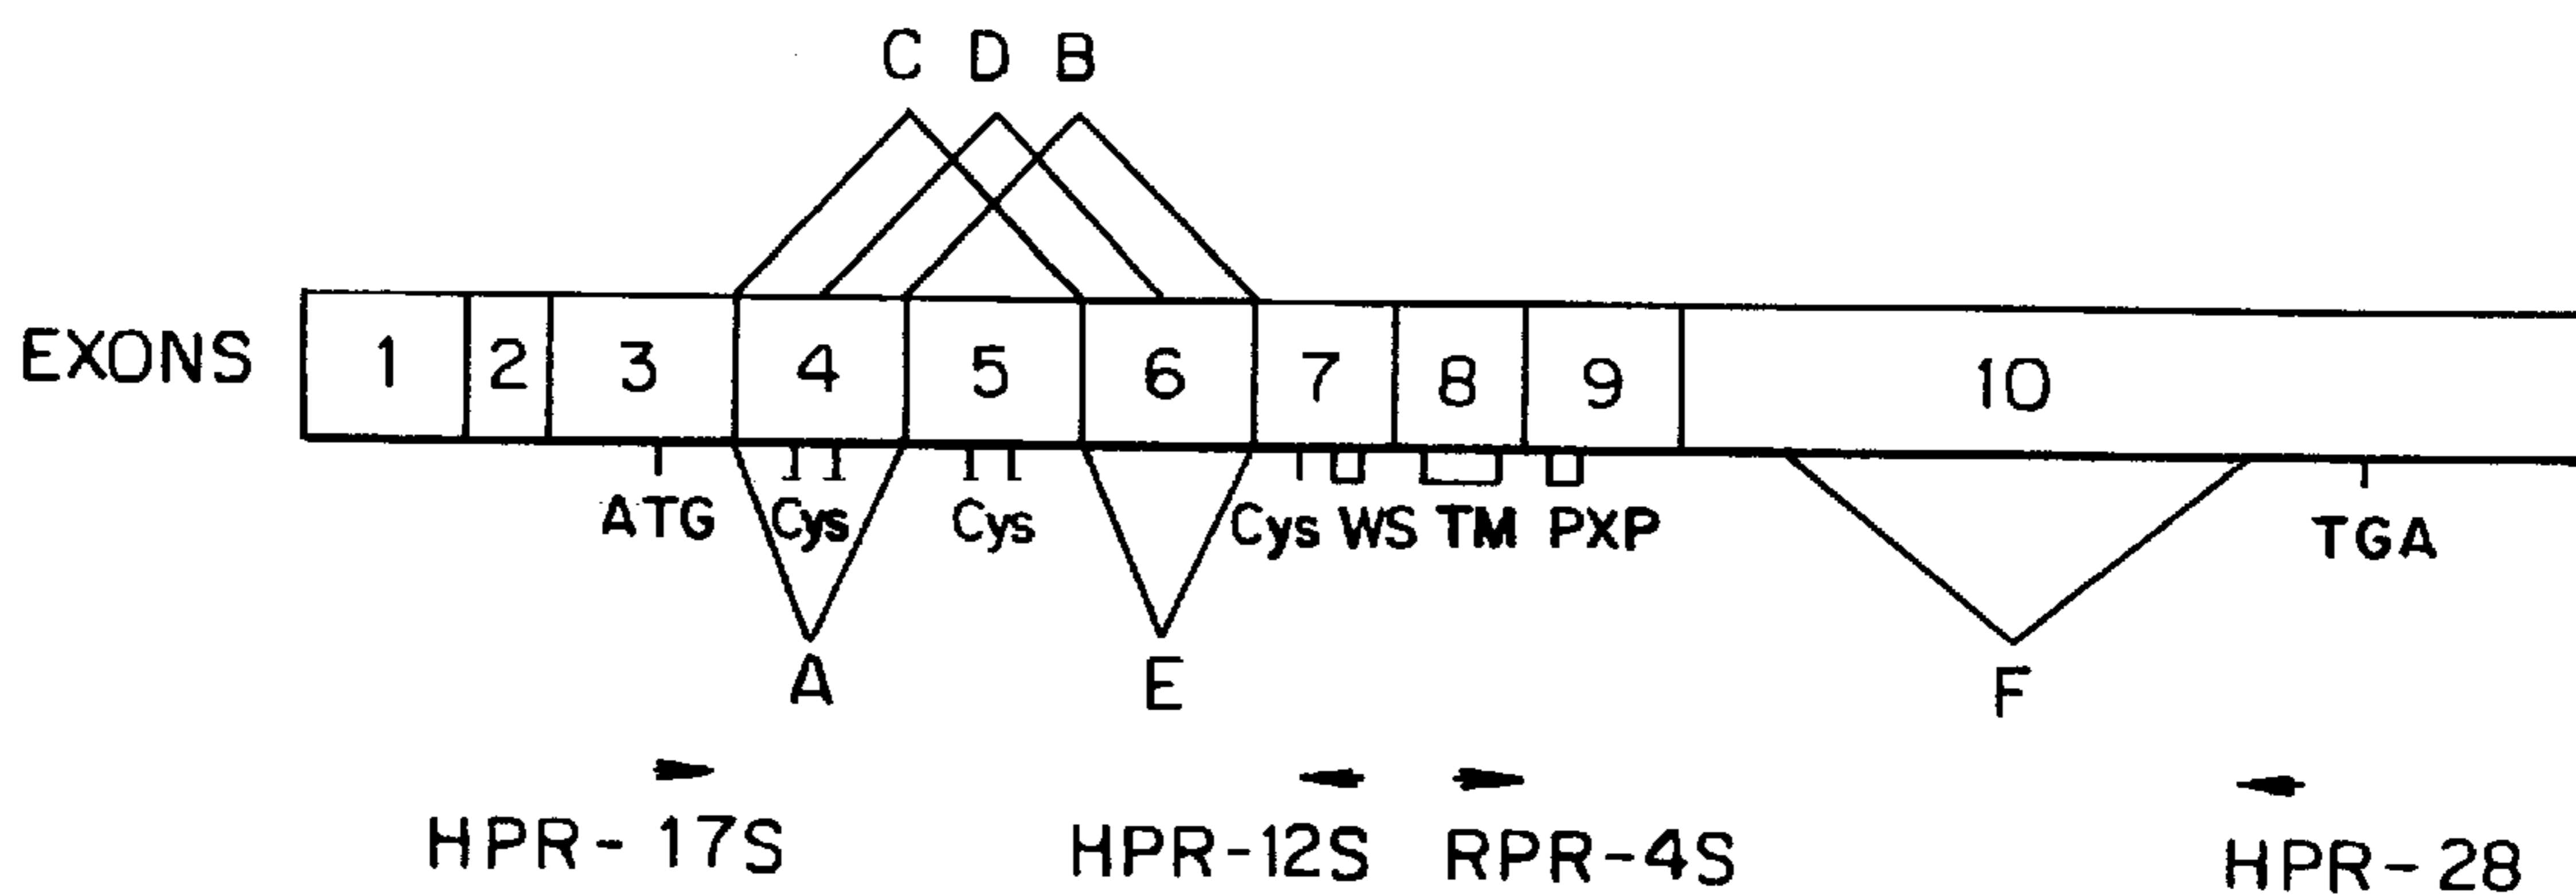 C D B
EXONS 1 2 3 4 5 6 7 8 9 10
ATG Cys Cys Cys WS TM PXP TGA
A E F
HPR-17S HPR-12S RPR-4S HPR-28